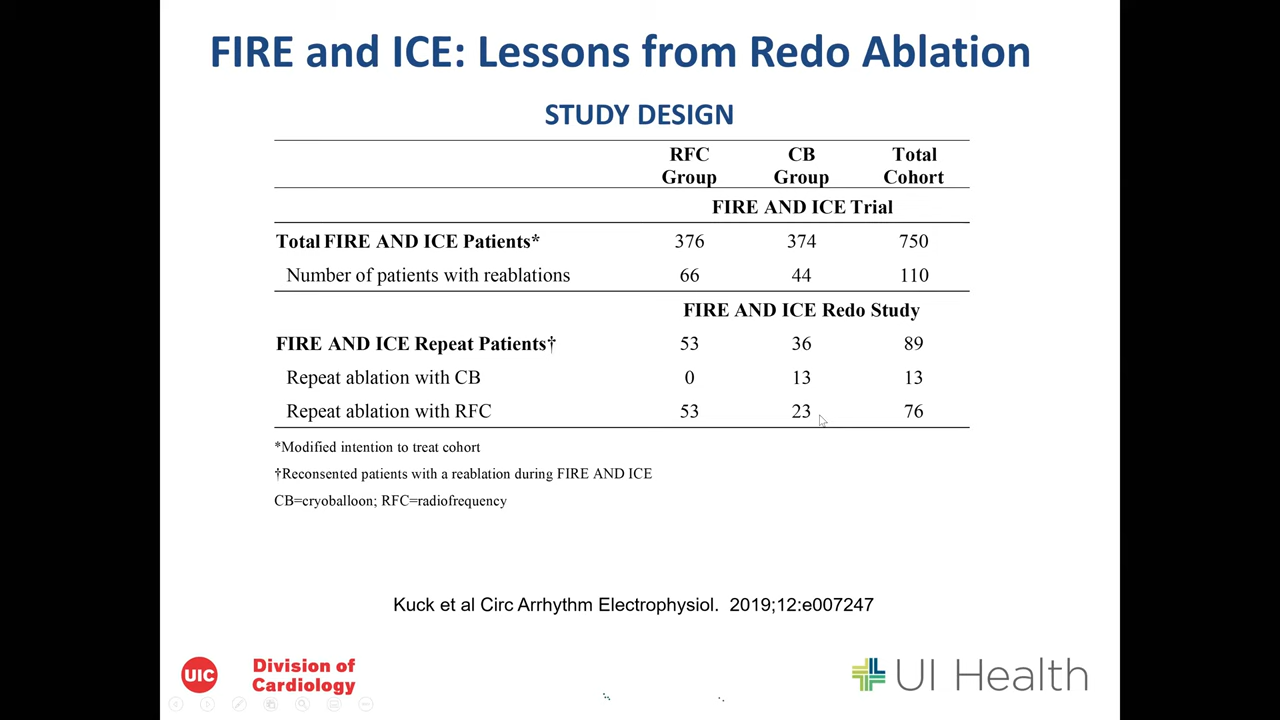 FIRE and ICE: Lessons from Redo Ablation
STUDY DESIGN
RFC Group CB Group Total Cohort
FIRE AND ICE Trial
Total FIRE AND ICE Patients* 376 374 750
Number of patients with reablations 66 44 110
FIRE AND ICE Redo Study
FIRE AND ICE Repeat Patients† 53 36 89
Repeat ablation with CB 0 13 13
Repeat ablation with RFC 53 23 76
*Modified intention to treat cohort
†Reconsented patients with a reablation during FIRE AND ICE
CB=cryoballoon; RFC=radiofrequency
Kuck et al Circ Arrhythm Electrophysiol. 2019;12:e007247
UIC Division of Cardiology
UI Health